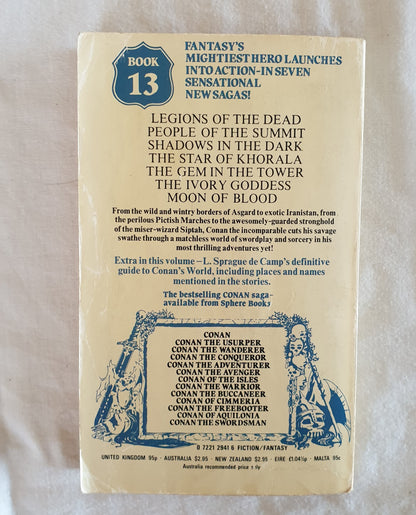 BOOK
13
FANTASY'S
MIGHTIEST HERO LAUNCHES
INTO ACTION-IN SEVEN
SENSATIONAL
NEW SAGAS!
LEGIONS OF THE DEAD
PEOPLE OF THE SUMMIT
SHADOWS IN THE DARK
THE STAR OF KHORALA
THE GEM IN THE TOWER
THE IVORY GODDESS
MOON OF BLOOD
From the wild and wintry borders of Asgard to exotic Iranistan, from
the perilous Pictish Marches to the awesomely-guarded stronghold
of the miser-wizard Siptah, Conan the incomparable cuts his savage
swathe through a matchless world of swordplay and sorcery in his
most thrilling adventures yet!
Extra in this volume – L. Sprague de Camp's definitive
guide to Conan's World, including places and names
mentioned in the stories.
The bestselling CONAN saga-
available from Sphere Books
CONAN
CONAN THE USURPER
CONAN THE WANDERER
CONAN THE CONQUEROR
CONAN THE ADVENTURER
CONAN THE AVENGER
CONAN OF THE ISLES
CONAN THE WARRIOR
CONAN THE BUCCANEER
CONAN OF CIMMERIA
CONAN THE FREEBOOTER
CONAN OF AQUILONIA
CONAN THE SWORDSMAN
0 7221 2941 6 FICTION/FANTASY
UNITED KINGDOM 95p · AUSTRALIA $2.95 · NEW ZEALAND $2.95 · EIRE £1.04½p · MALTA 95c
Australia recommended price